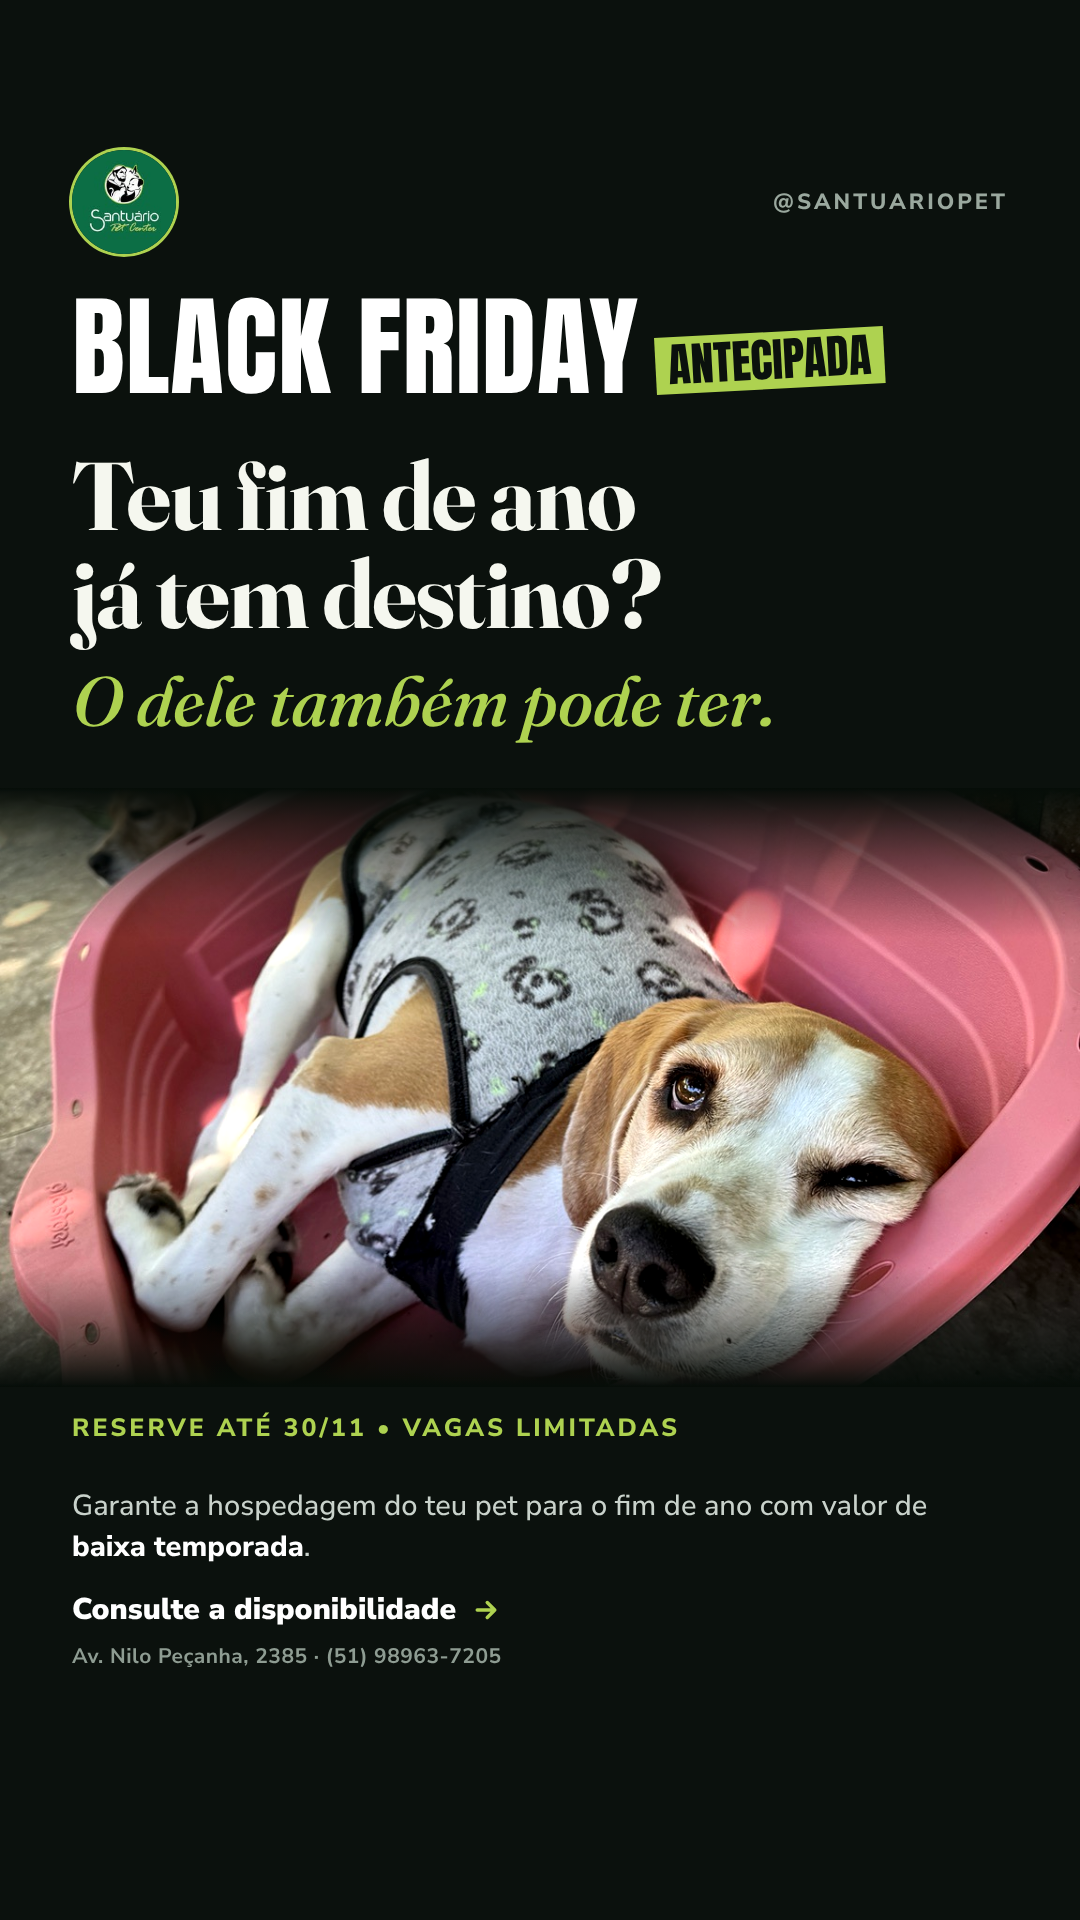 Santuário
Pet Center
@SANTUARIOPET
BLACK FRIDAY ANTECIPADA
Teu fim de ano
já tem destino?
O dele também pode ter.
RESERVE ATÉ 30/11 • VAGAS LIMITADAS
Garante a hospedagem do teu pet para o fim de ano com valor de
baixa temporada.
Consulte a disponibilidade →
Av. Nilo Peçanha, 2385 · (51) 98963-7205